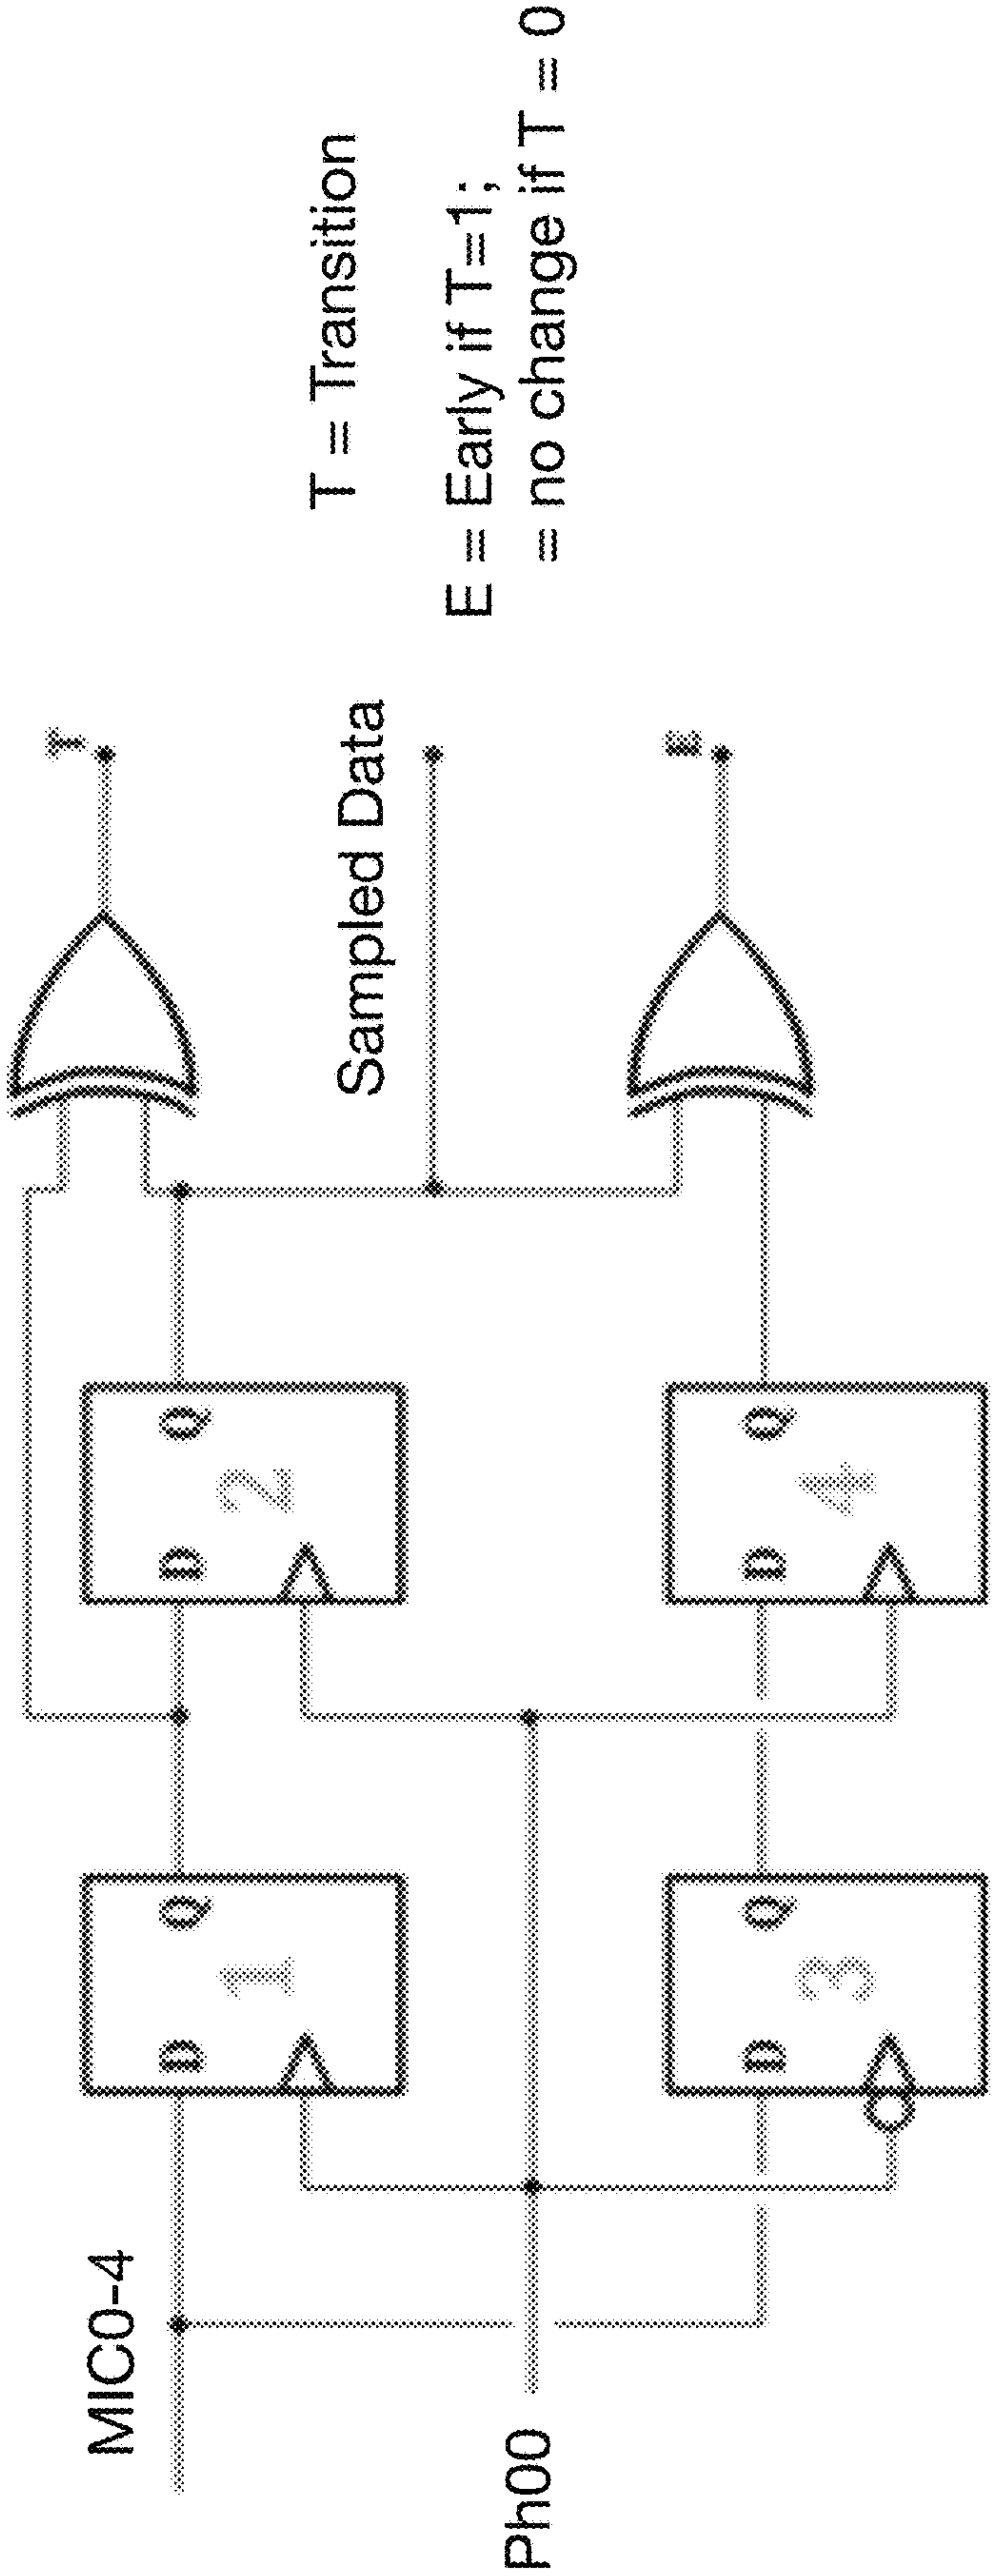 MIC0-4
Ph00
D Q
1
D Q
2
D Q
3
D Q
4
T
Sampled Data
E
T = Transition
E = Early if T=1;
= no change if T = 0